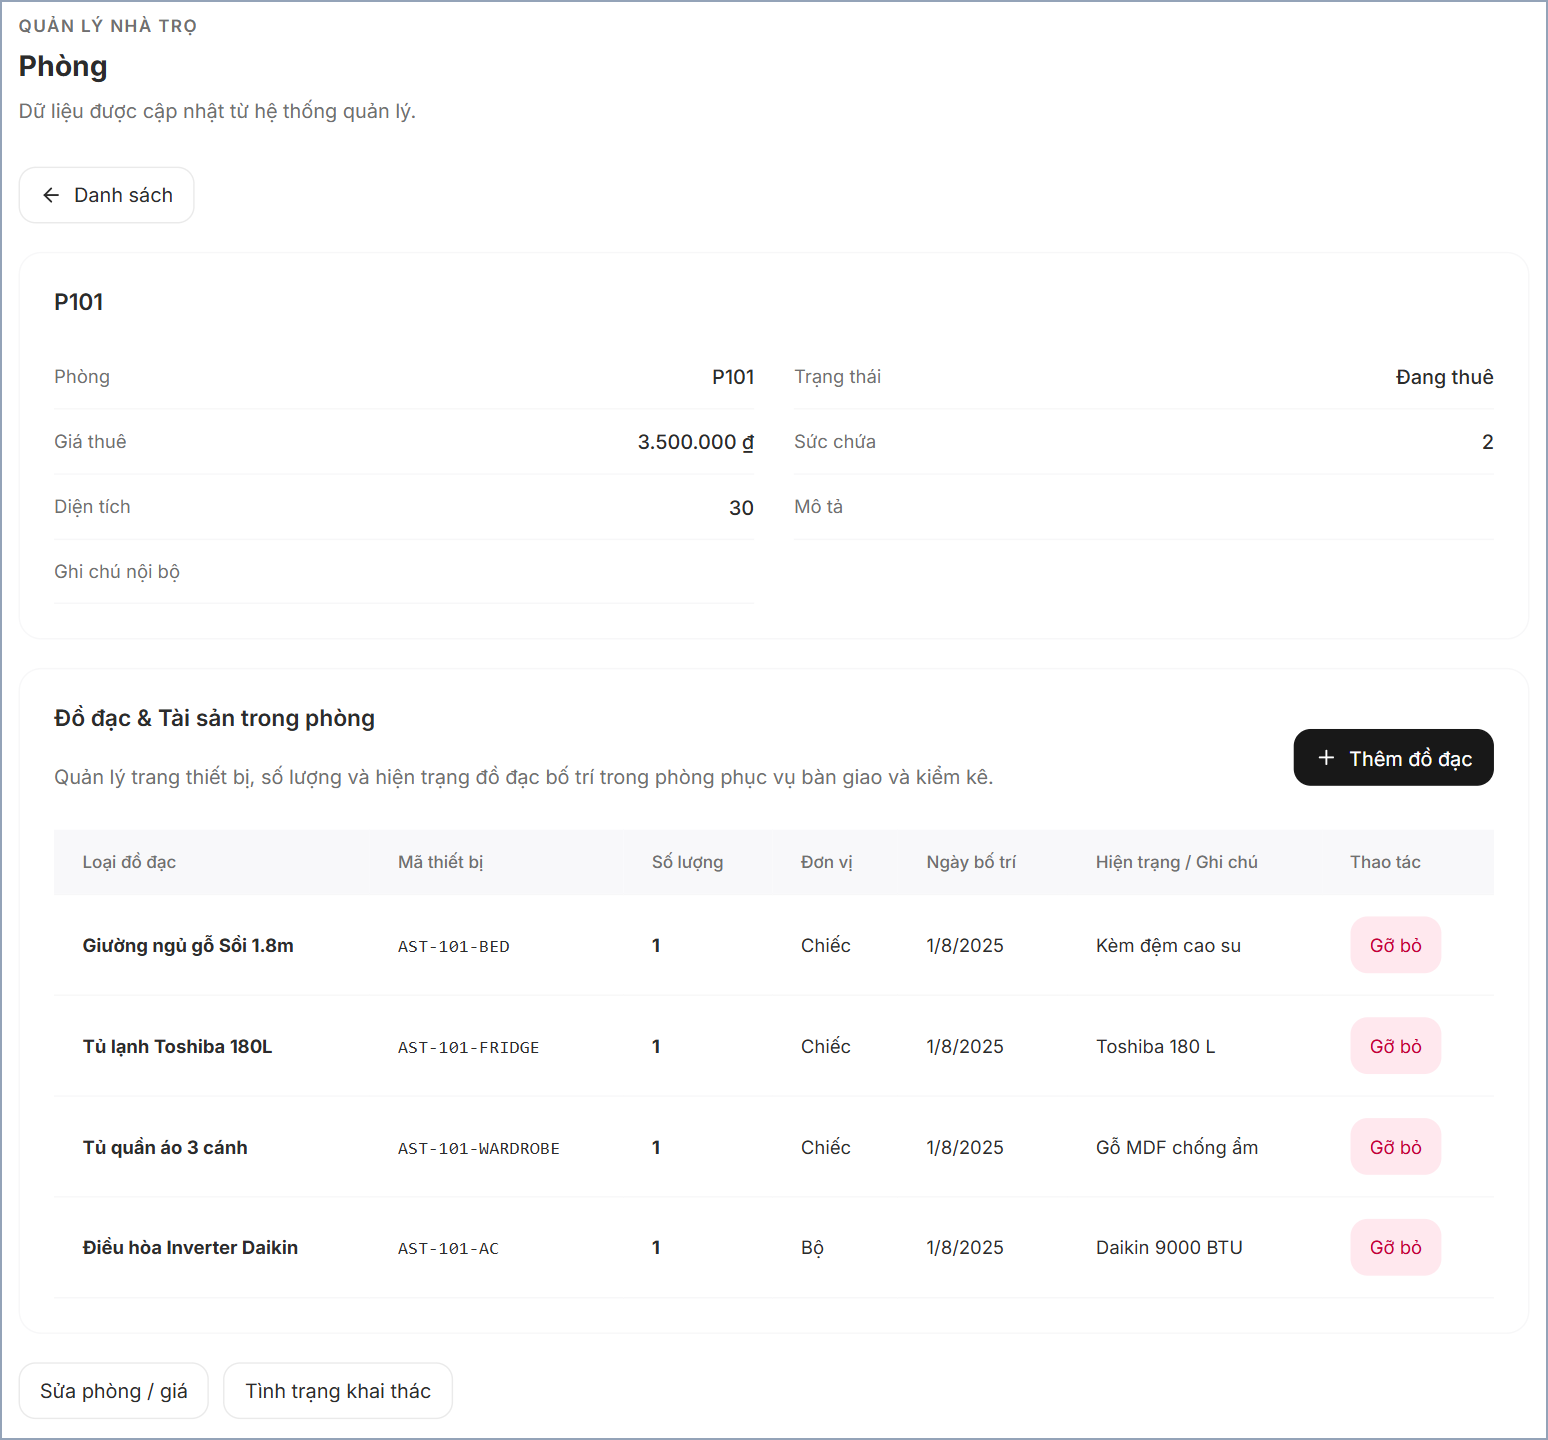 QUẢN LÝ NHÀ TRỌ
Phòng
Dữ liệu được cập nhật từ hệ thống quản lý.
← Danh sách
P101
Phòng P101 Trạng thái Đang thuê
Giá thuê 3.500.000 ₫ Sức chứa 2
Diện tích 30 Mô tả
Ghi chú nội bộ
Đồ đạc & Tài sản trong phòng
Quản lý trang thiết bị, số lượng và hiện trạng đồ đạc bố trí trong phòng phục vụ bàn giao và kiểm kê.
+ Thêm đồ đạc
Loại đồ đạc Mã thiết bị Số lượng Đơn vị Ngày bố trí Hiện trạng / Ghi chú Thao tác
Giường ngủ gỗ Sồi 1.8m AST-101-BED 1 Chiếc 1/8/2025 Kèm đệm cao su Gỡ bỏ
Tủ lạnh Toshiba 180L AST-101-FRIDGE 1 Chiếc 1/8/2025 Toshiba 180 L Gỡ bỏ
Tủ quần áo 3 cánh AST-101-WARDROBE 1 Chiếc 1/8/2025 Gỗ MDF chống ẩm Gỡ bỏ
Điều hòa Inverter Daikin AST-101-AC 1 Bộ 1/8/2025 Daikin 9000 BTU Gỡ bỏ
Sửa phòng / giá Tình trạng khai thác